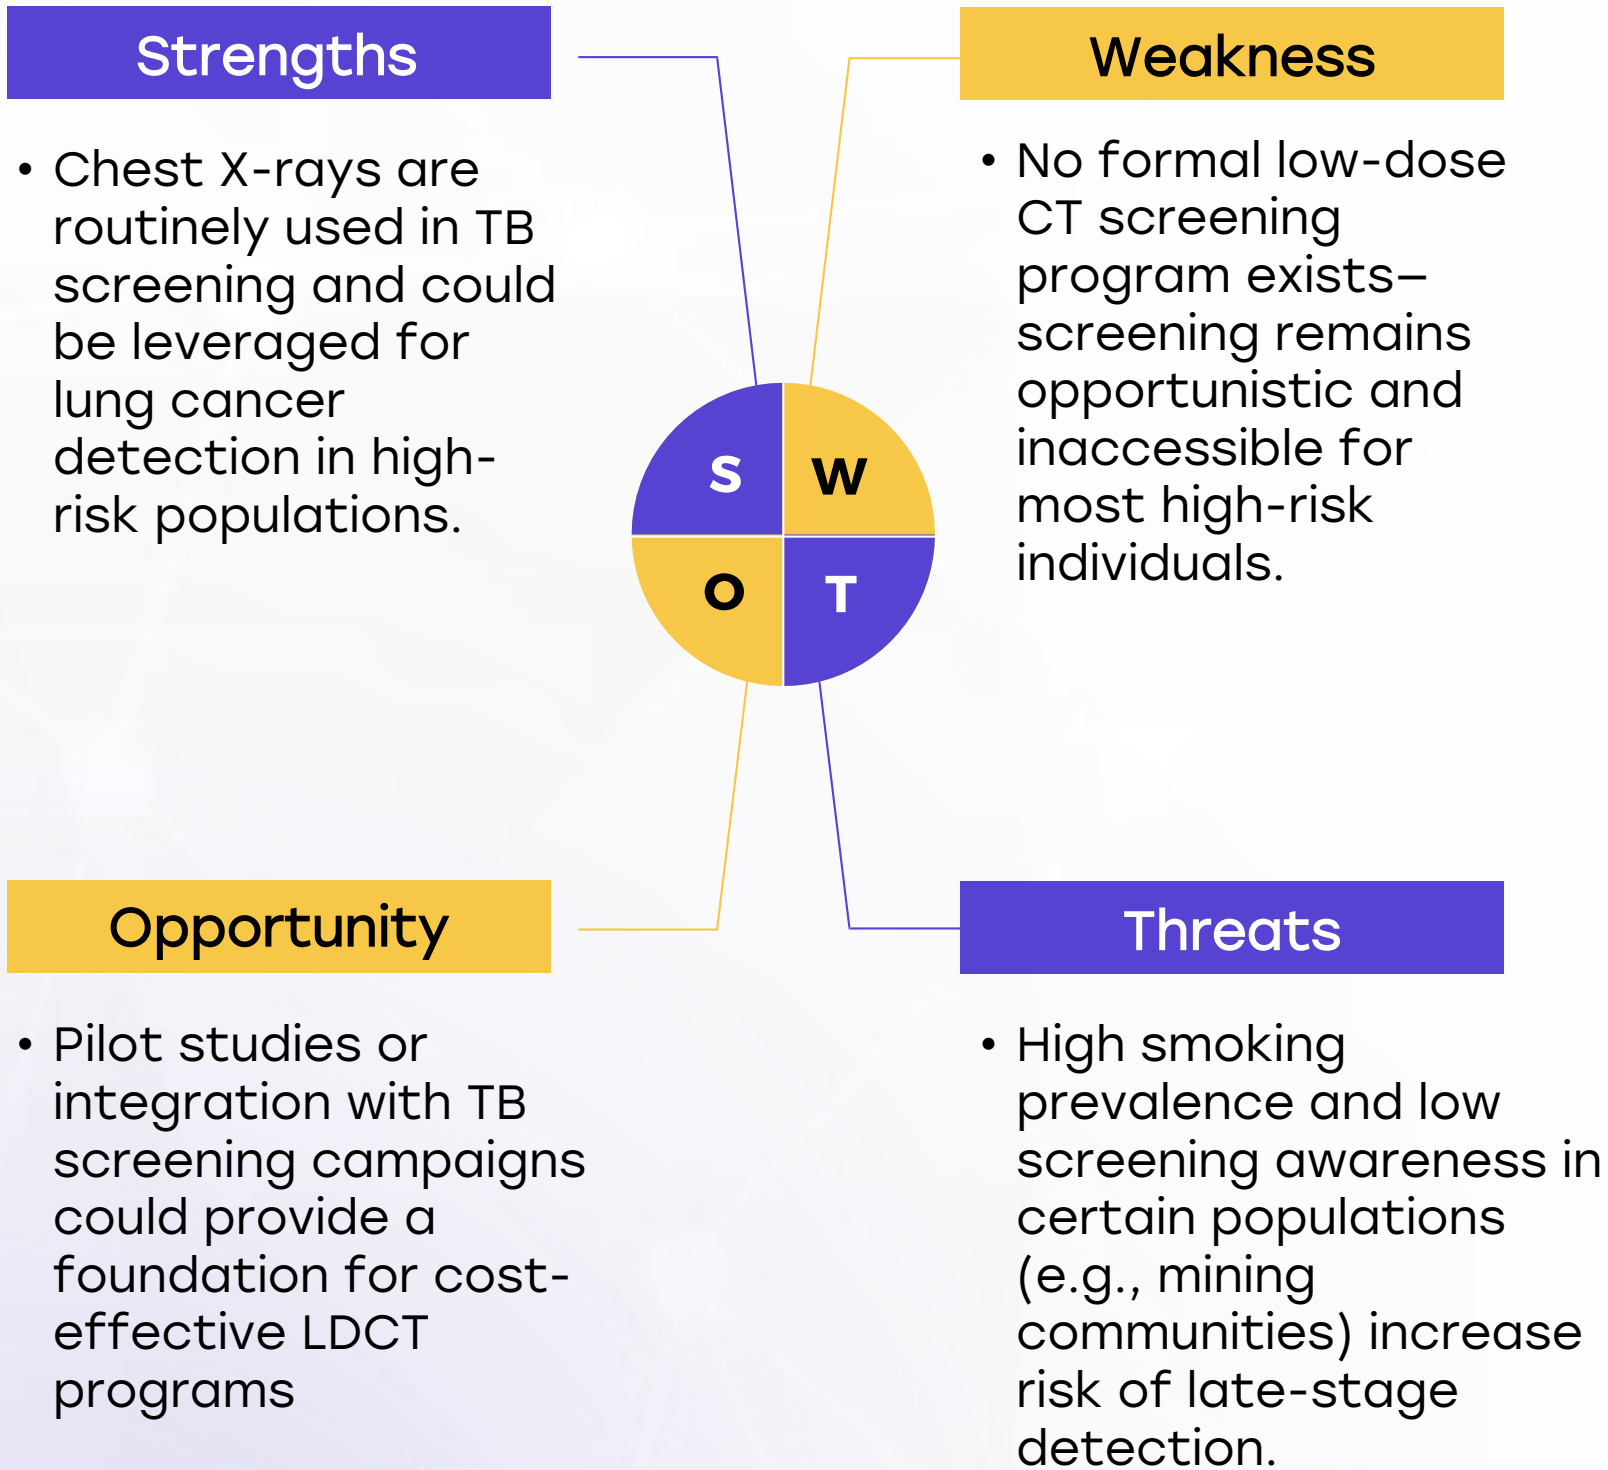 Strengths
• Chest X-rays are
routinely used in TB
screening and could
be leveraged for
lung cancer
detection in high-
risk populations.
Weakness
• No formal low-dose
CT screening
program exists—
screening remains
opportunistic and
inaccessible for
most high-risk
individuals.
S
W
O
T
Opportunity
• Pilot studies or
integration with TB
screening campaigns
could provide a
foundation for cost-
effective LDCT
programs
Threats
• High smoking
prevalence and low
screening awareness in
certain populations
(e.g., mining
communities) increase
risk of late-stage
detection.